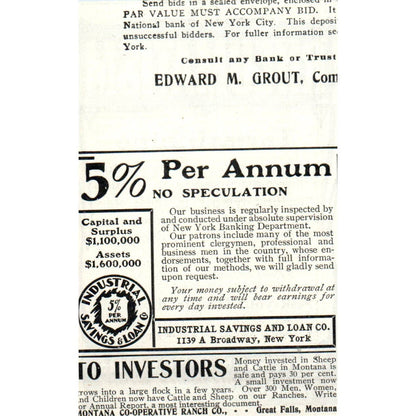 Send bids in a sealed envelope, enclosed in
PAR VALUE MUST ACCOMPANY BID. It
National bank of New York City. This deposi
unsuccessful bidders. For fuller information se
York.
Consult any Bank or Trust
EDWARD M. GROUT, Com
5% Per Annum
NO SPECULATION
Capital and
Surplus
$1,100,000
Assets
$1,600,000
INDUSTRIAL
5%
PER
ANNUM
SAVINGS & LOAN Co
Our business is regularly inspected by
and conducted under absolute supervision
of New York Banking Department.
Our patrons include many of the most
prominent clergymen, professional and
business men in the country, whose en-
dorsements, together with full informa-
tion of our methods, we will gladly send
upon request.
Your money subject to withdrawal at
any time and will bear earnings for
every day invested.
INDUSTRIAL SAVINGS AND LOAN CO.
1139 A Broadway, New York
TO INVESTORS
Money invested in Sheep
and Cattle in Montana is
safe and pays 30 per cent.
A small investment now
rows into a large flock in a few years. Over 380 Men, Women,
nd Children now have Cattle and Sheep on our Ranches. Write
or Annual Report, a most interesting document.
MONTANA CO-OPERATIVE RANCH CO., - - Great Falls, Montana